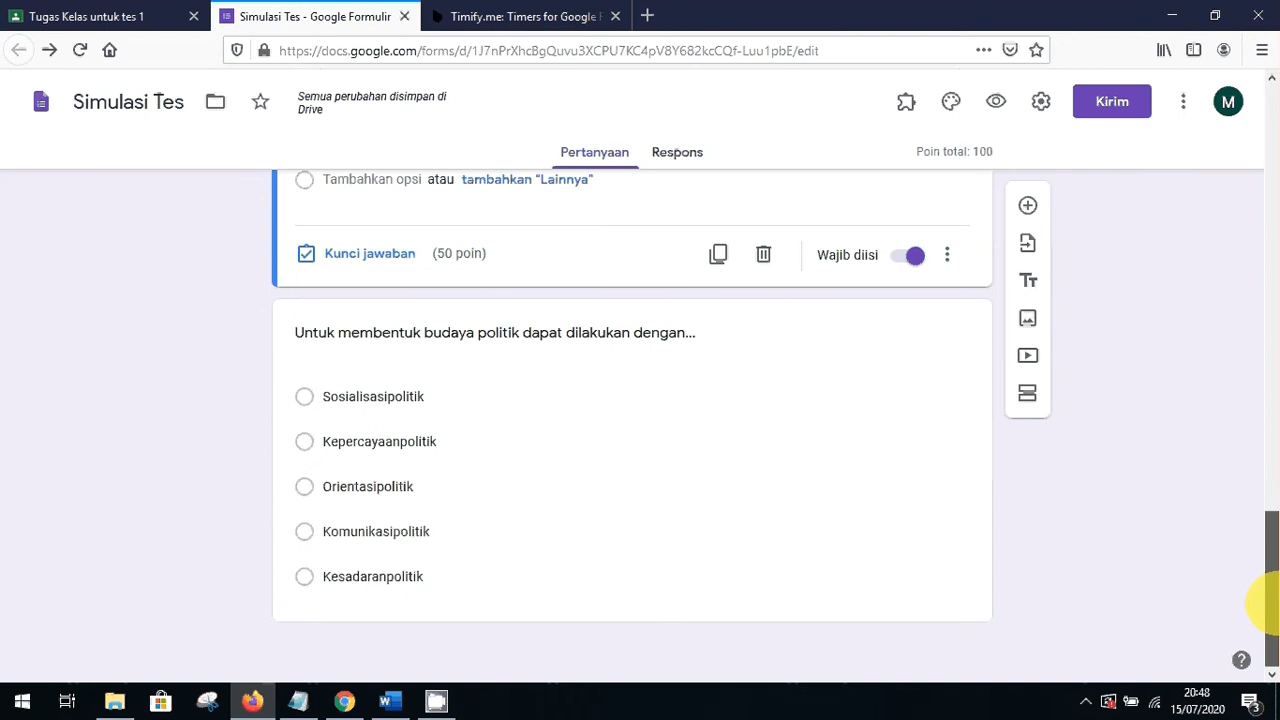 Tugas Kelas untuk tes 1
Simulasi Tes - Google Formulir
Timify.me: Timers for Google F
https://docs.google.com/forms/d/1J7nPrXhcBgQuvu3XCPU7KC4pV8Y682kcCQf-Luu1pbE/edit
Simulasi Tes
Semua perubahan disimpan di
Drive
Kirim
M
Pertanyaan
Respons
Poin total: 100
Tambahkan opsi atau tambahkan "Lainnya"
Kunci jawaban (50 poin)
Wajib diisi
Tt
Untuk membentuk budaya politik dapat dilakukan dengan...
Sosialisasipolitik
Kepercayaanpolitik
Orientasipolitik
Komunikasipolitik
Kesadaranpolitik
20:48
15/07/2020
3